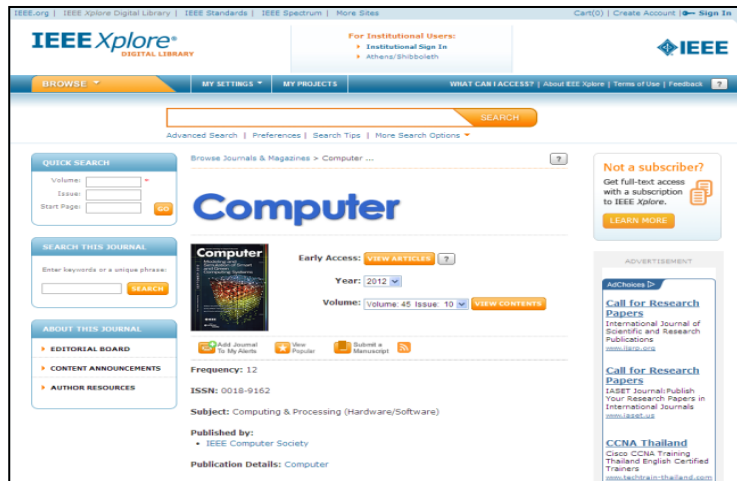 IEEE.org | IEEE Xplore Digital Library | IEEE Standards | IEEE Spectrum | More Sites
Cart(0) | Create Account | Sign In
IEEE Xplore®
DIGITAL LIBRARY
For Institutional Users:
Institutional Sign In
Athens/Shibboleth
IEEE
BROWSE
MY SETTINGS
MY PROJECTS
WHAT CAN I ACCESS? | About IEEE Xplore | Terms of Use | Feedback ?
SEARCH
Advanced Search | Preferences | Search Tips | More Search Options
QUICK SEARCH
Volume: *
Issue:
Start Page:
GO
SEARCH THIS JOURNAL
Enter keywords or a unique phrase:
SEARCH
ABOUT THIS JOURNAL
EDITORIAL BOARD
CONTENT ANNOUNCEMENTS
AUTHOR RESOURCES
Browse Journals & Magazines > Computer ...
?
Computer
Computer
Early Access: VIEW ARTICLES ?
Year: 2012
Volume: Volume: 45 Issue: 10 VIEW CONTENTS
Add Journal
To My Alerts
View
Popular
Submit a
Manuscript
Frequency: 12
ISSN: 0018-9162
Subject: Computing & Processing (Hardware/Software)
Published by:
• IEEE Computer Society
Publication Details: Computer
Not a subscriber?
Get full-text access
with a subscription
to IEEE Xplore.
LEARN MORE
ADVERTISEMENT
AdChoices
Call for Research
Papers
International Journal of
Scientific and Research
Publications
www.ijsrp.org
Call for Research
Papers
IASET Journal:Publish
Your Research Papers in
International Journals
www.iaset.us
CCNA Thailand
Cisco CCNA Training
Thailand English Certified
Trainers
www.techtrain-thailand.com